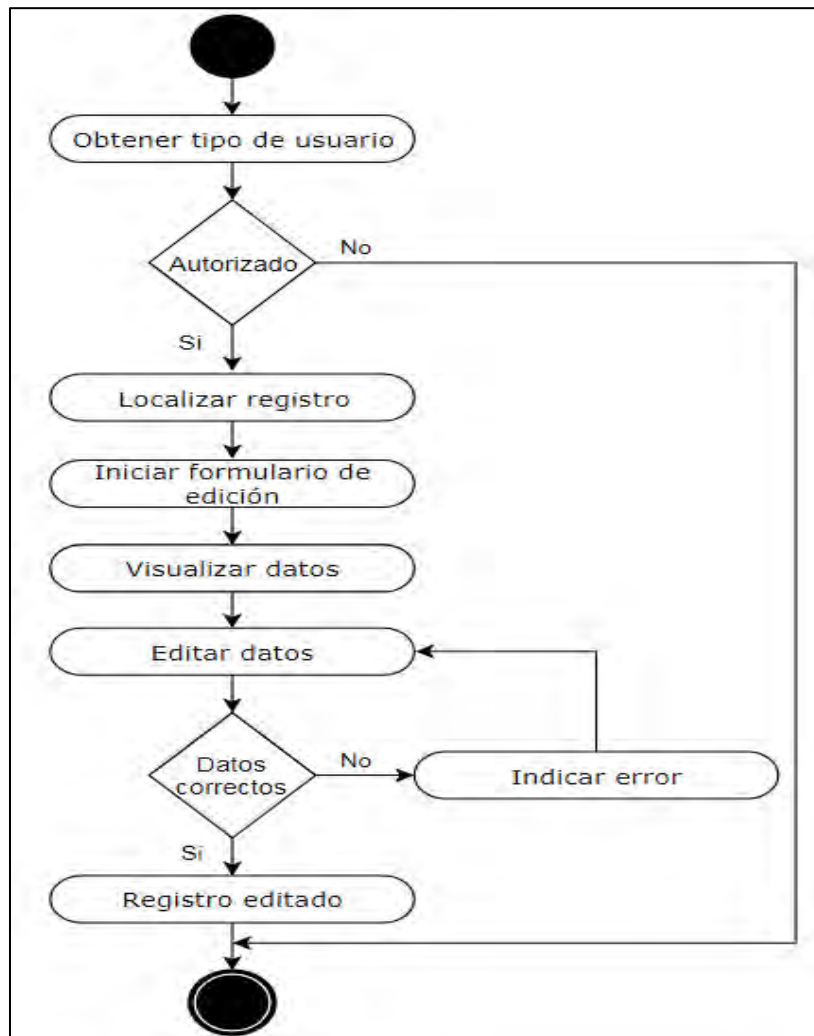 Obtener tipo de usuario
No
Autorizado
Si
Localizar registro
Iniciar formulario de
edición
Visualizar datos
Editar datos
No
Datos
correctos
Indicar error
Si
Registro editado